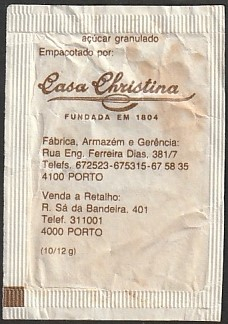 açúcar granulado
Empacotado por:
Casa Christina
FUNDADA EM 1804
Fábrica, Armazém e Gerência:
Rua Eng. Ferreira Dias, 381/7
Telefs. 672523-675315-67 58 35
4100 PORTO
Venda a Retalho:
R. Sá da Bandeira, 401
Telef. 311001
4000 PORTO
(10/12 g)